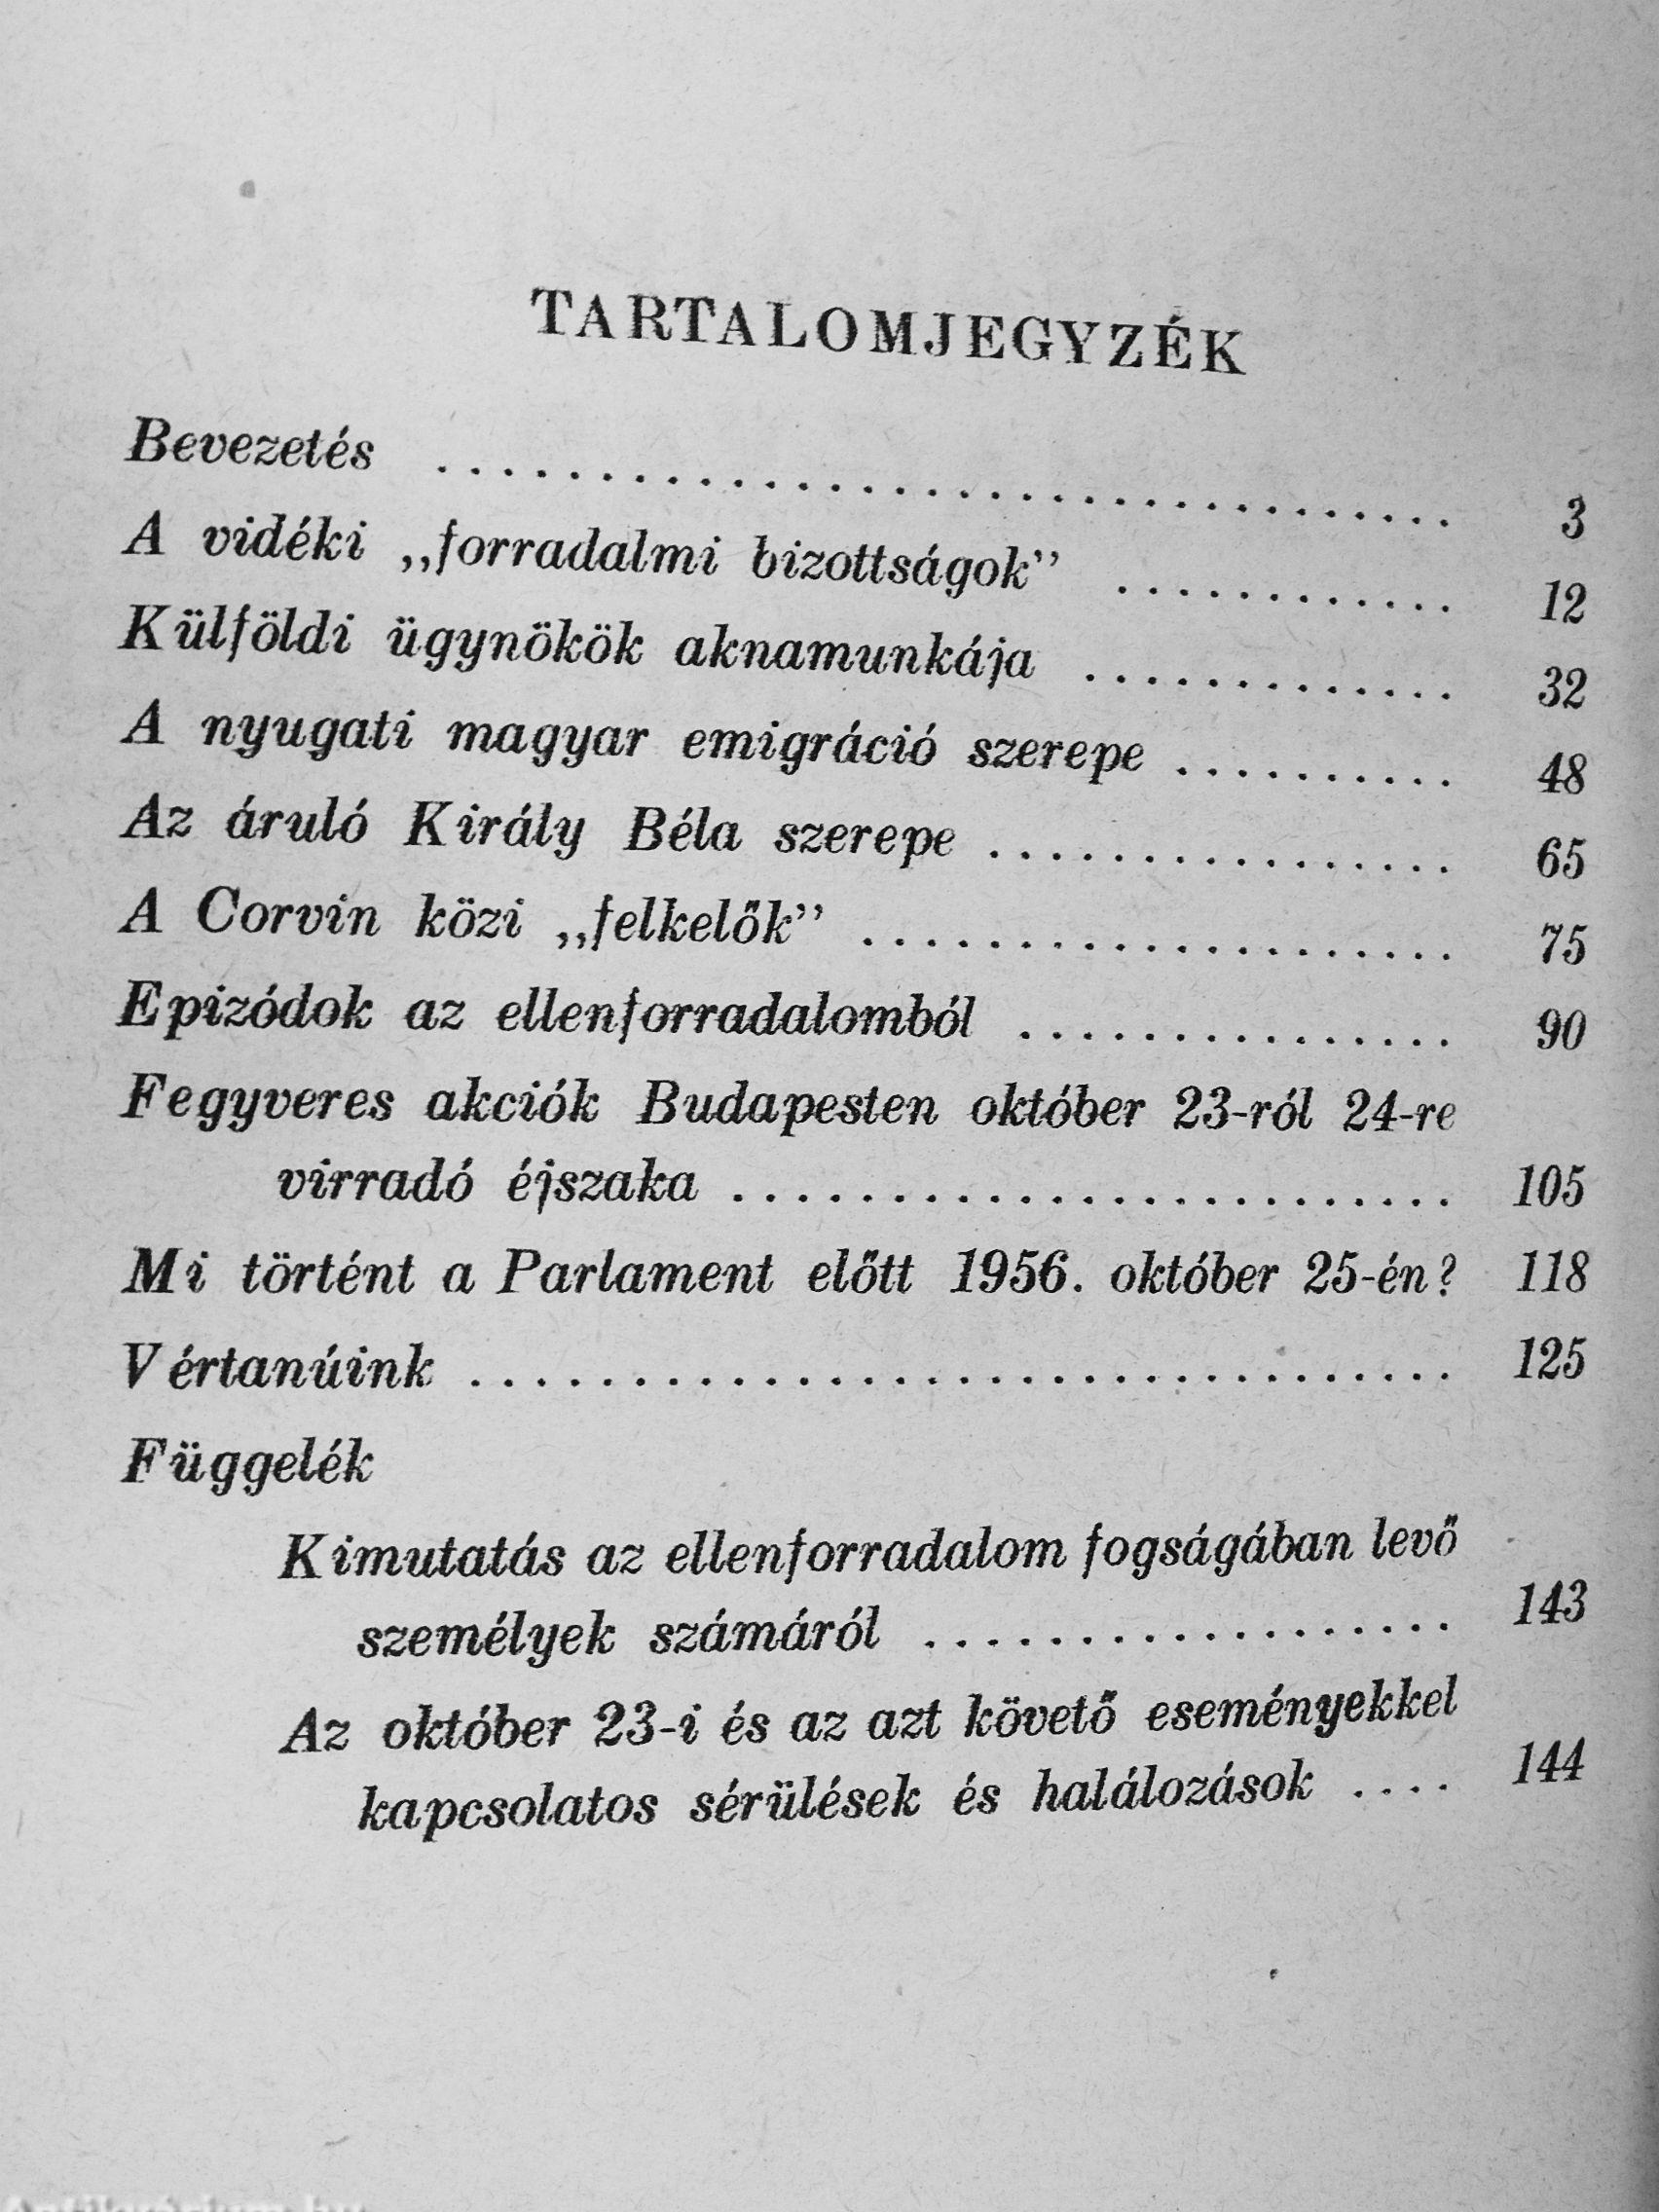 TARTALOMJEGYZÉK
Bevezetés .................................. 3
A vidéki „forradalmi bizottságok” ............ 12
Külföldi ügynökök aknamunkája ............. 32
A nyugati magyar emigráció szerepe .......... 48
Az áruló Király Béla szerepe ................ 65
A Corvin közi „felkelők” .................... 75
Epizódok az ellenforradalomból ............... 90
Fegyveres akciók Budapesten október 23-ról 24-re
virradó éjszaka ........................ 105
Mi történt a Parlament előtt 1956. október 25-én? 118
Vértanúink ................................ 125
Függelék
Kimutatás az ellenforradalom fogságában levő
személyek számáról .................. 143
Az október 23-i és az azt követő eseményekkel
kapcsolatos sérülések és halálozások .... 144